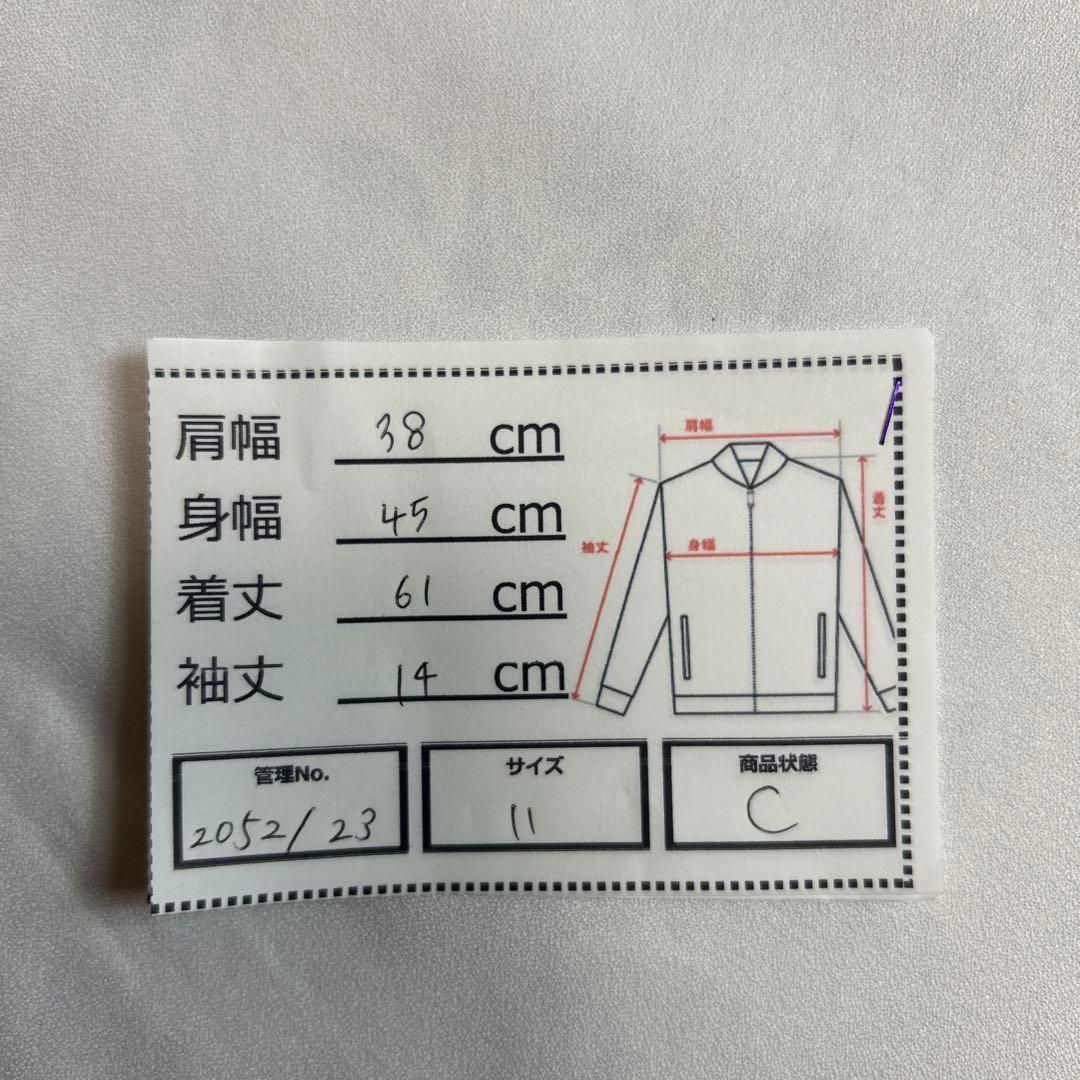 肩幅 38 cm
身幅 45 cm
着丈 61 cm
袖丈 14 cm
肩幅
着丈
袖丈
身幅
管理No.
2052/23
サイズ
11
商品状態
C